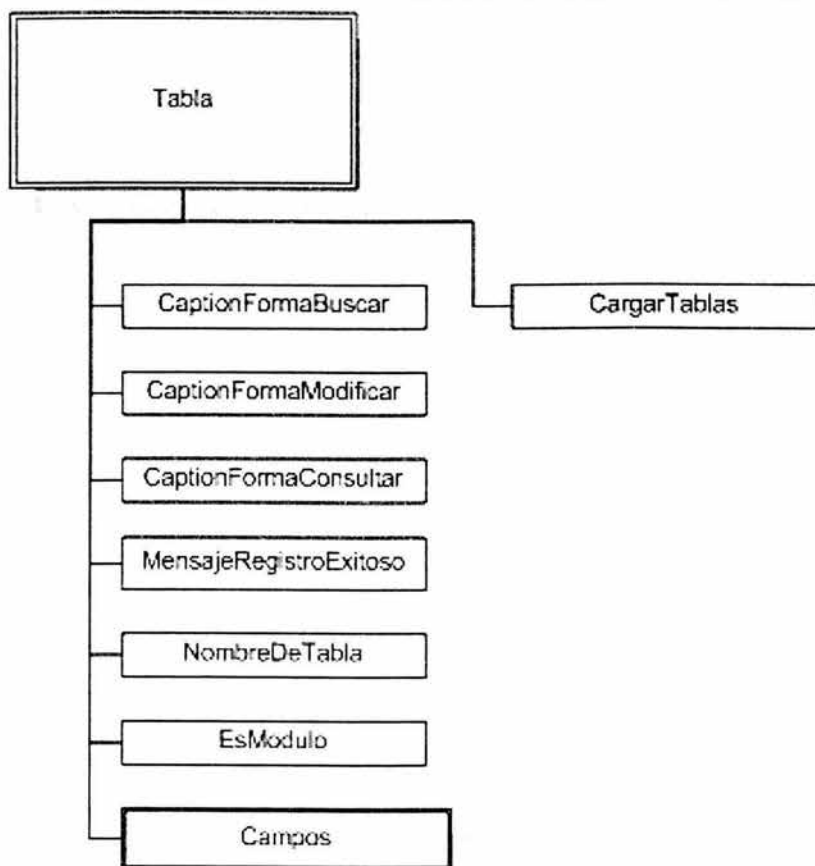 Tabla
CaptionFormaBuscar
CargarTablas
CaptionFormaModificar
CaptionFormaConsultar
MensajeRegistroExitoso
NombreDeTabla
EsModulo
Campos